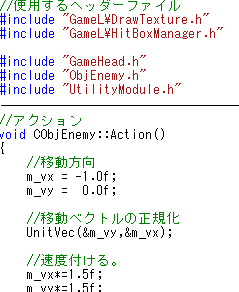 //使用するヘッダーファイル
#include "GameL¥DrawTexture.h"
#include "GameL¥HitBoxManager.h"
#include "GameHead.h"
#include "ObjEnemy.h"
#include "UtilityModule.h"
//アクション
void CObjEnemy::Action()
{
//移動方向
m_vx = -1.0f;
m_vy =  0.0f;
//移動ベクトルの正規化
UnitVec(&m_vy,&m_vx);
//速度付ける。
m_vx*=1.5f;
m_vy*=1.5f;